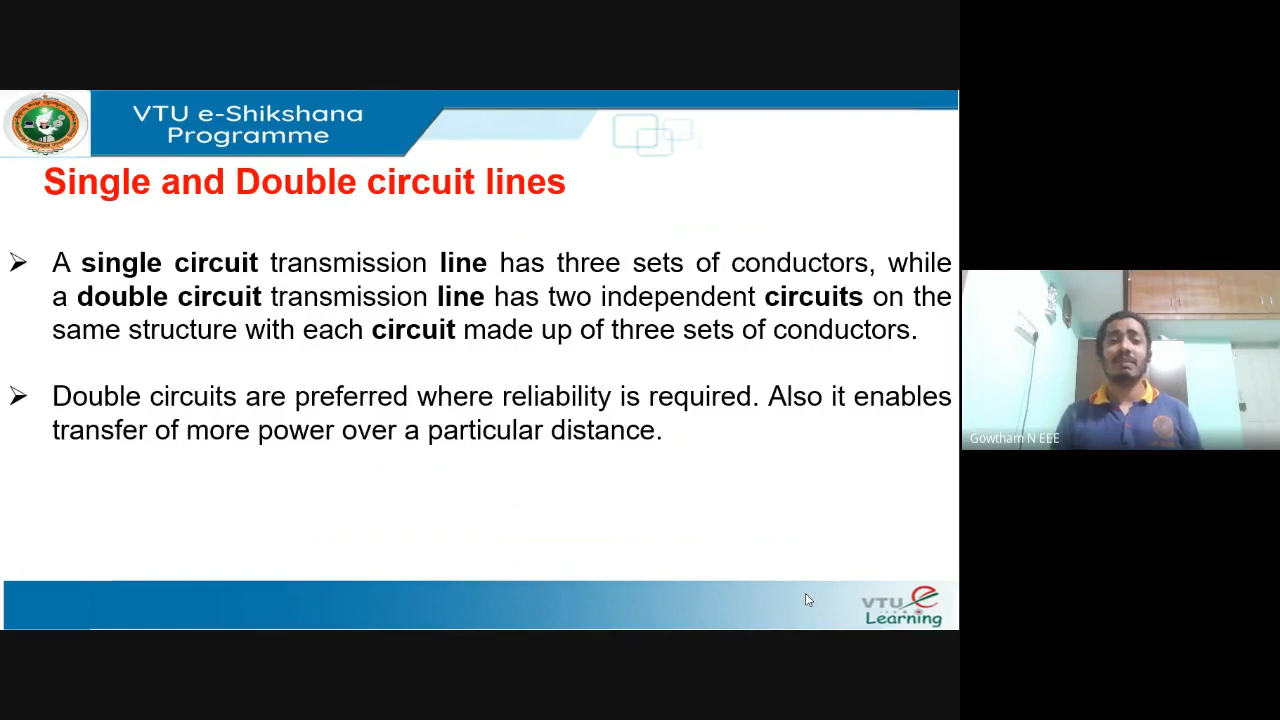 VTU e-Shikshana
Programme
Single and Double circuit lines
➢ A single circuit transmission line has three sets of conductors, while
a double circuit transmission line has two independent circuits on the
same structure with each circuit made up of three sets of conductors.
➢ Double circuits are preferred where reliability is required. Also it enables
transfer of more power over a particular distance.
Gowtham N EEE
VTU e
Learning